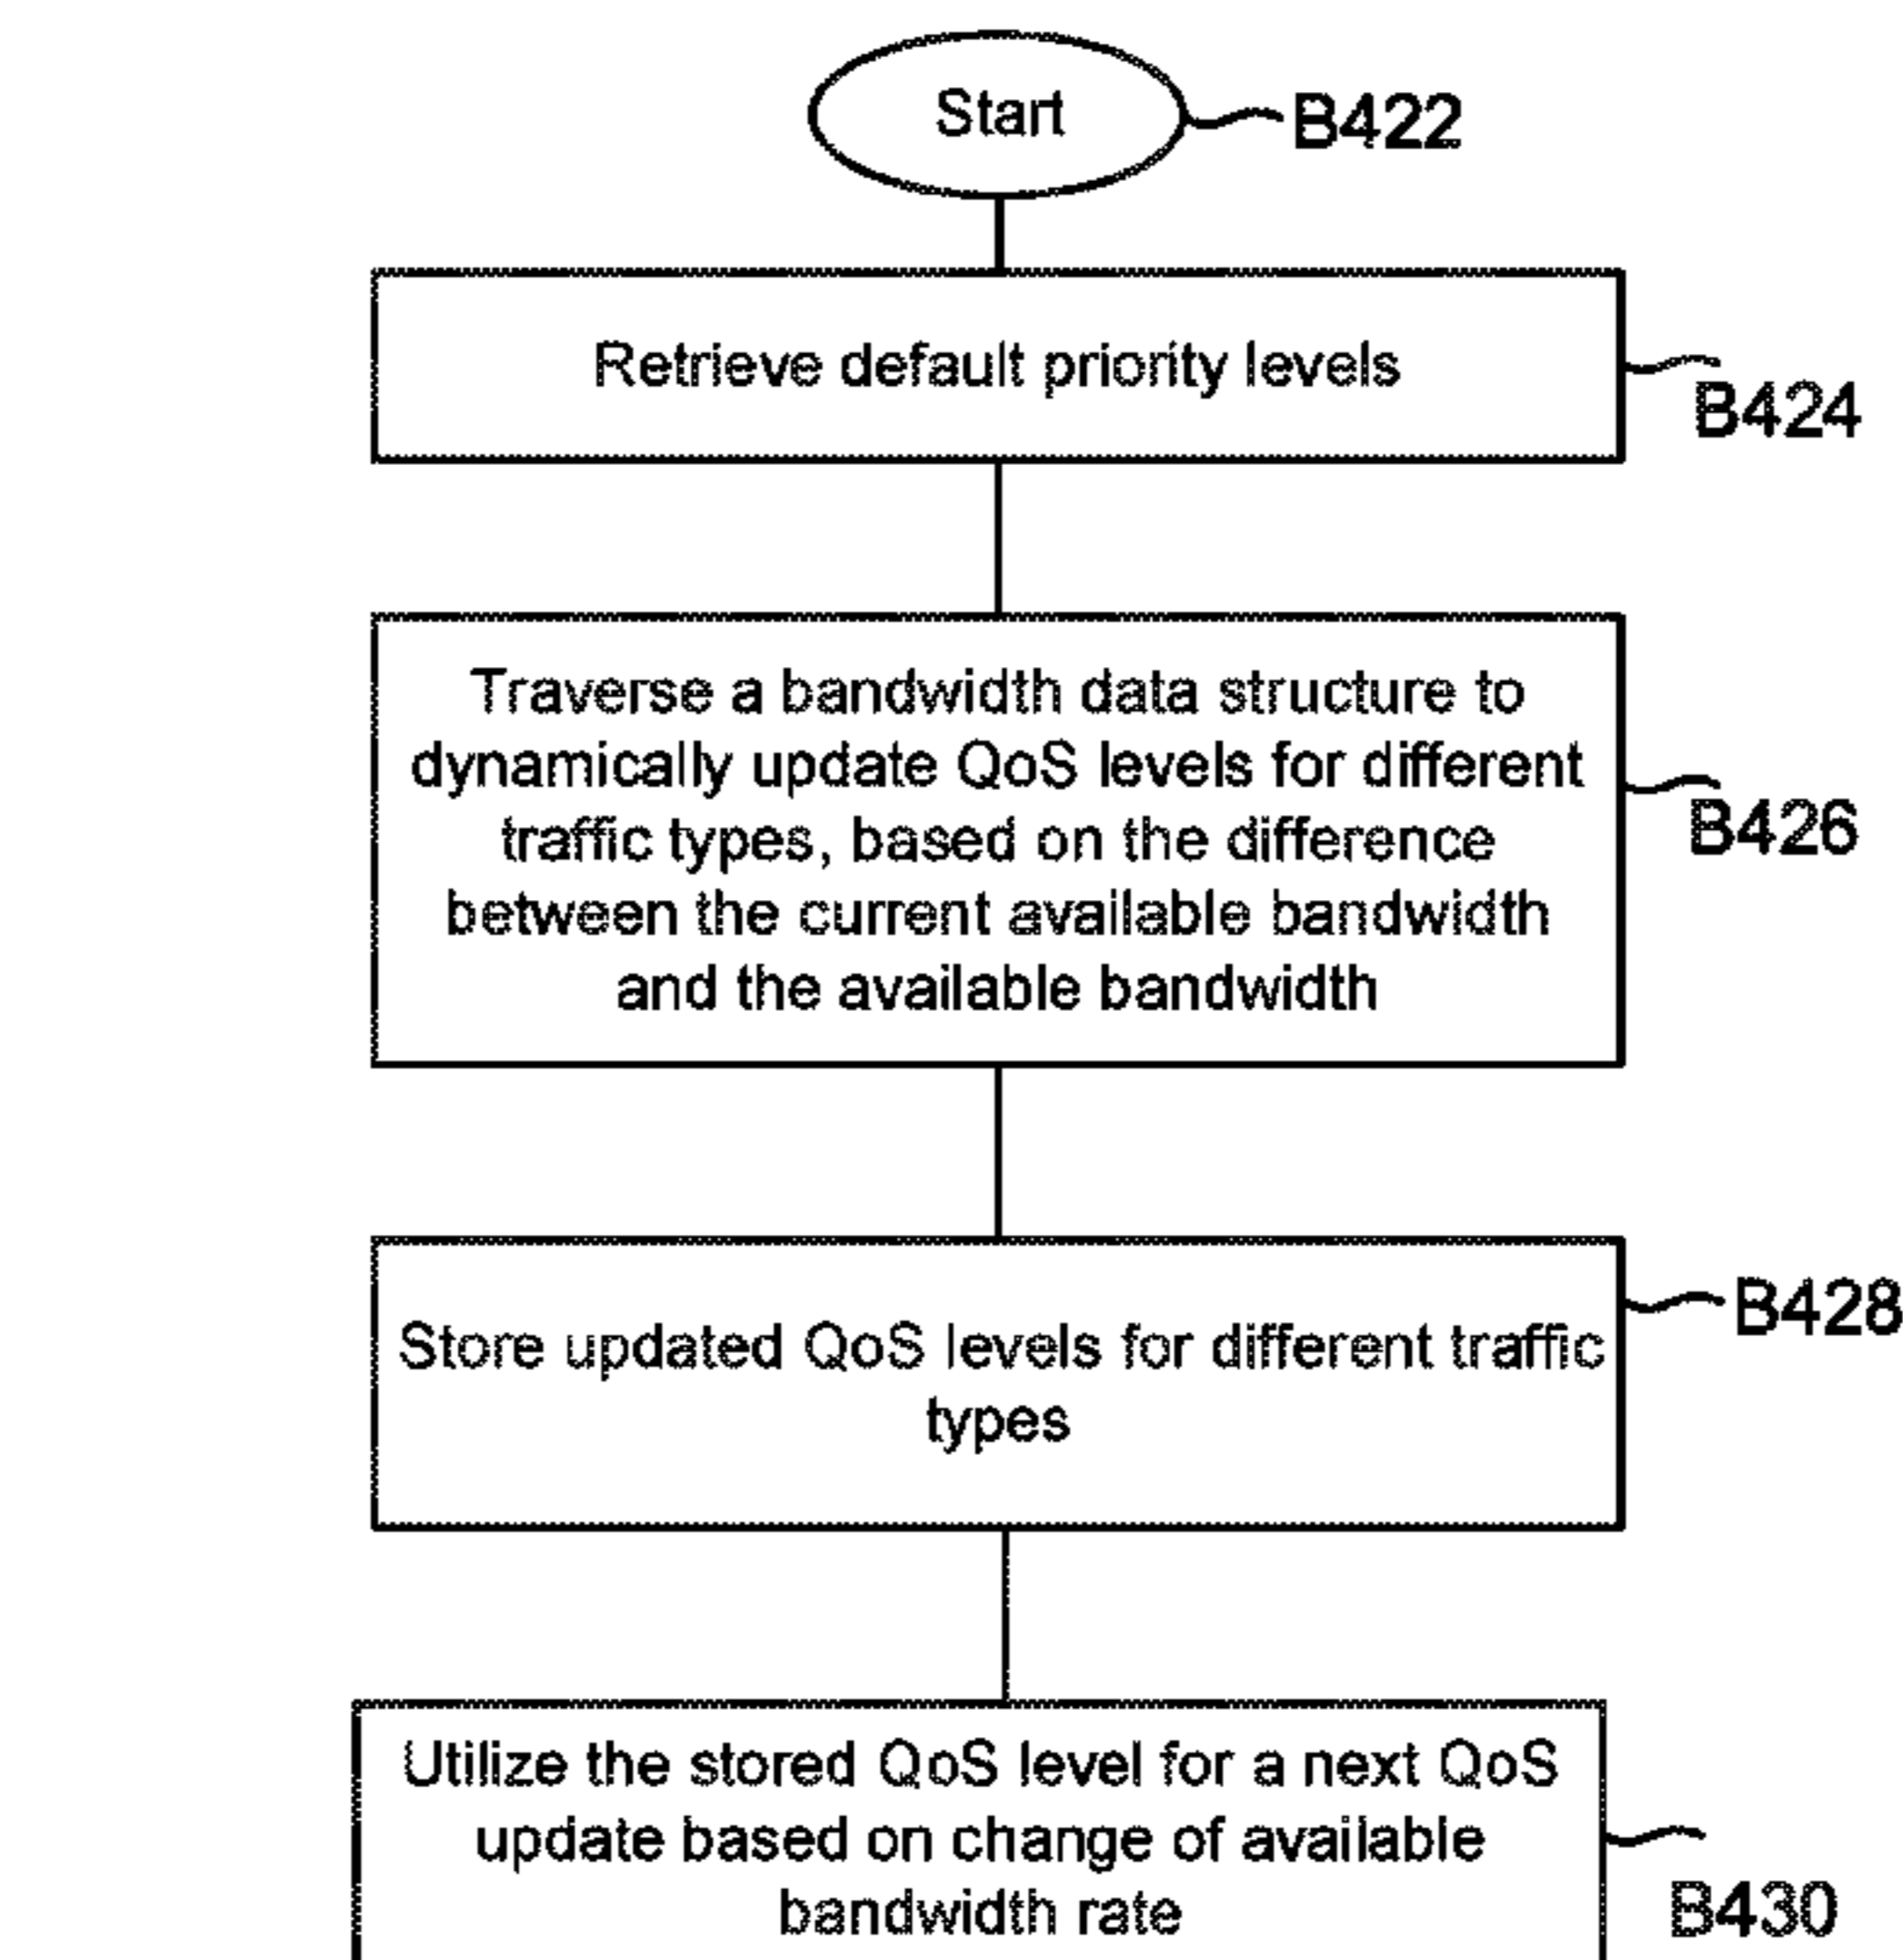 Start
B422
Retrieve default priority levels
B424
Traverse a bandwidth data structure to
dynamically update QoS levels for different
traffic types, based on the difference
between the current available bandwidth
and the available bandwidth
B426
B428
Store updated QoS levels for different traffic
types
Utilize the stored QoS level for a next QoS
update based on change of available
bandwidth rate
B430